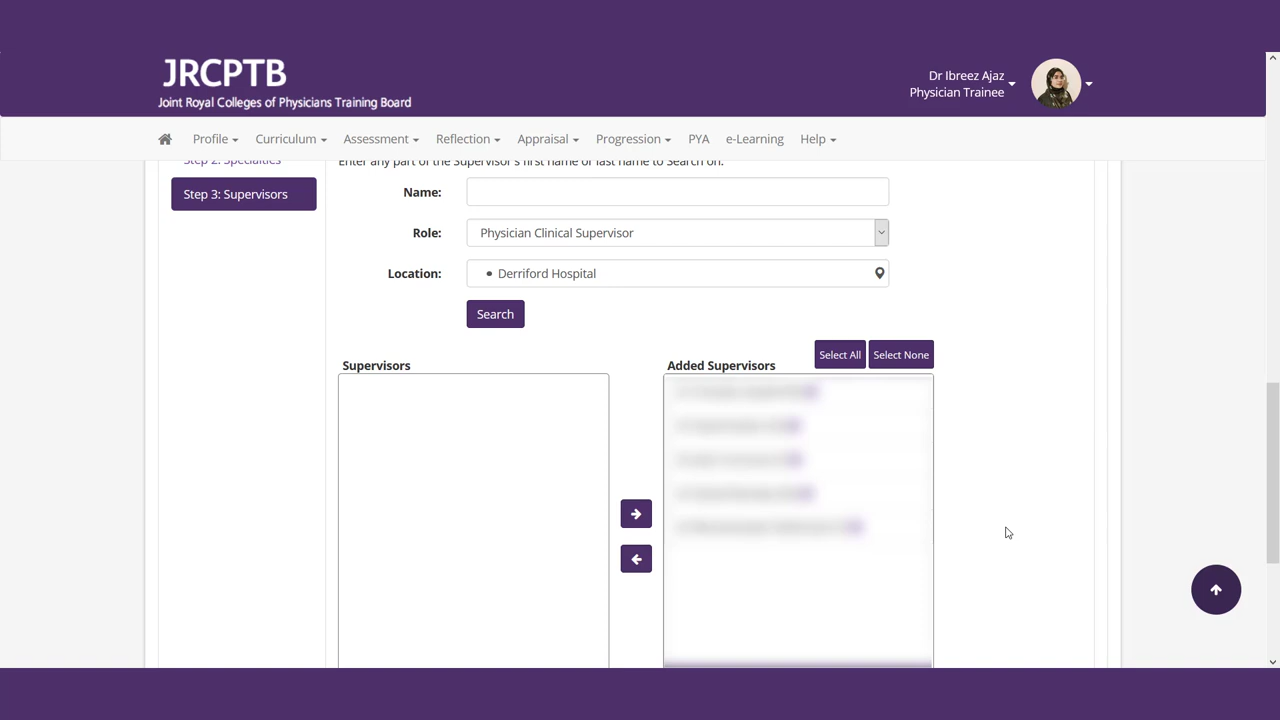 JRCPTB
Joint Royal Colleges of Physicians Training Board
Dr Ibreez Ajaz
Physician Trainee
Profile
Curriculum
Assessment
Reflection
Appraisal
Progression
PYA
e-Learning
Help
Step 2: Specialties
Step 3: Supervisors
Enter any part of the Supervisor's first name or last name to Search on.
Name:
Role:
Physician Clinical Supervisor
Location:
Derriford Hospital
Search
Select All
Select None
Supervisors
Added Supervisors